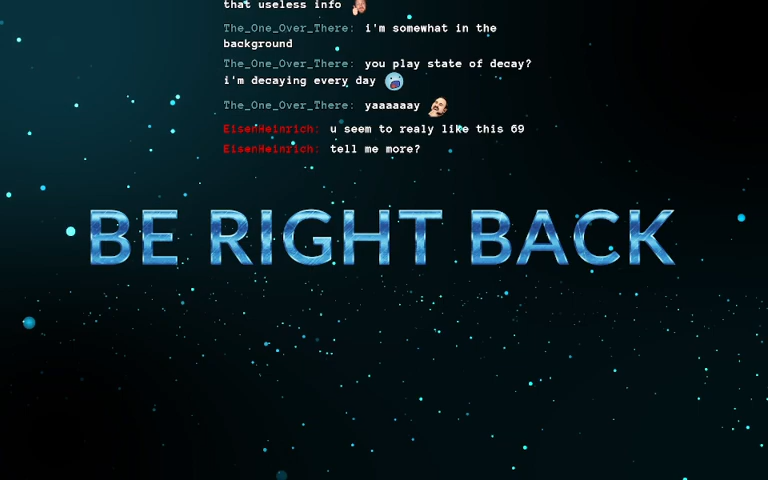 that useless info
The_One_Over_There: i'm somewhat in the
background
The_One_Over_There: you play state of decay?
i'm decaying every day
The_One_Over_There: yaaaaaay
EisenHeinrich: u seem to realy like this 69
EisenHeinrich: tell me more?
BE RIGHT BACK